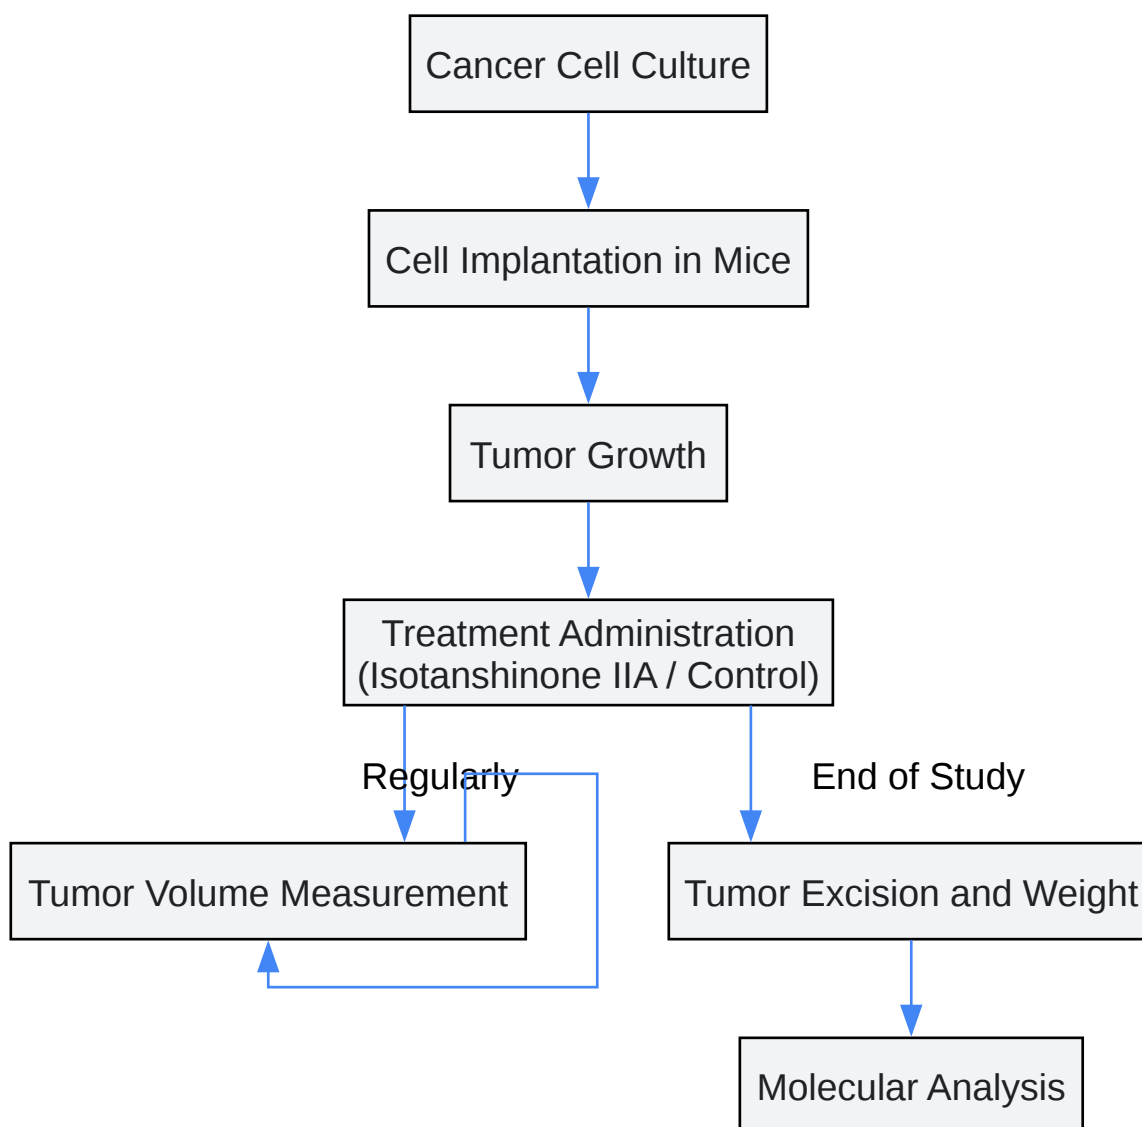 Cancer Cell Culture
Cell Implantation in Mice
Tumor Growth
Treatment Administration
(Isotanshinone IIA / Control)
Regularly
End of Study
Tumor Volume Measurement
Tumor Excision and Weight
Molecular Analysis